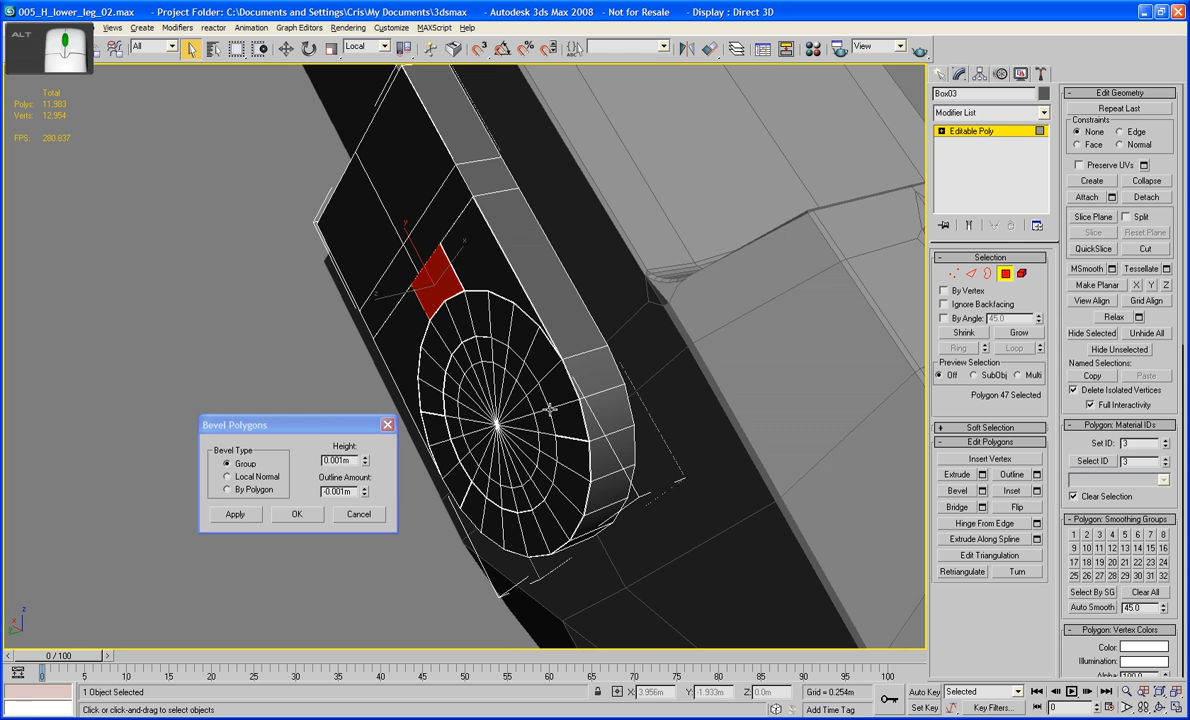 005_H_lower_leg_02.max - Project Folder: C:\Documents and Settings\Cris\My Documents\3dsmax - Autodesk 3ds Max 2008 - Not for Resale - Display : Direct 3D
Views Create Modifiers reactor Animation Graph Editors Rendering Customize MAXScript Help
ALT
All
Local
View
Total
Polys: 11,983
Verts: 12,954
FPS: 280.837
x
z
Bevel Polygons
Bevel Type
Group
Local Normal
By Polygon
Height:
0.001m
Outline Amount:
-0.001m
Apply OK Cancel
Box03
Modifier List
Editable Poly
Selection
By Vertex
Ignore Backfacing
By Angle: 45.0
Shrink Grow
Ring Loop
Preview Selection
Off SubObj Multi
Polygon 47 Selected
Soft Selection
Edit Polygons
Insert Vertex
Extrude Outline
Bevel Inset
Bridge Flip
Hinge From Edge
Extrude Along Spline
Edit Triangulation
Retriangulate Turn
Edit Geometry
Repeat Last
Constraints
None Edge
Face Normal
Preserve UVs
Create Collapse
Attach Detach
Slice Plane Split
Slice Reset Plane
QuickSlice Cut
MSmooth Tessellate
Make Planar X Y Z
View Align Grid Align
Relax
Hide Selected Unhide All
Hide Unselected
Named Selections:
Copy Paste
Delete Isolated Vertices
Full Interactivity
Polygon: Material IDs
Set ID: 3
Select ID 3
Clear Selection
Polygon: Smoothing Groups
1 2 3 4 5 6 7 8
9 10 11 12 13 14 15 16
17 18 19 20 21 22 23 24
25 26 27 28 29 30 31 32
Select By SG Clear All
Auto Smooth 45.0
Polygon: Vertex Colors
Color:
Illumination:
Alpha: 100.0
0 / 100
0 5 10 15 20 25 30 35 40 45 50 55 60 65 70 75 80 85 90 95 100
1 Object Selected
X: 3.956m Y: -1.933m Z: 0.0m
Grid = 0.254m
Auto Key Selected
Click or click-and-drag to select objects
Add Time Tag
Set Key Key Filters...
0